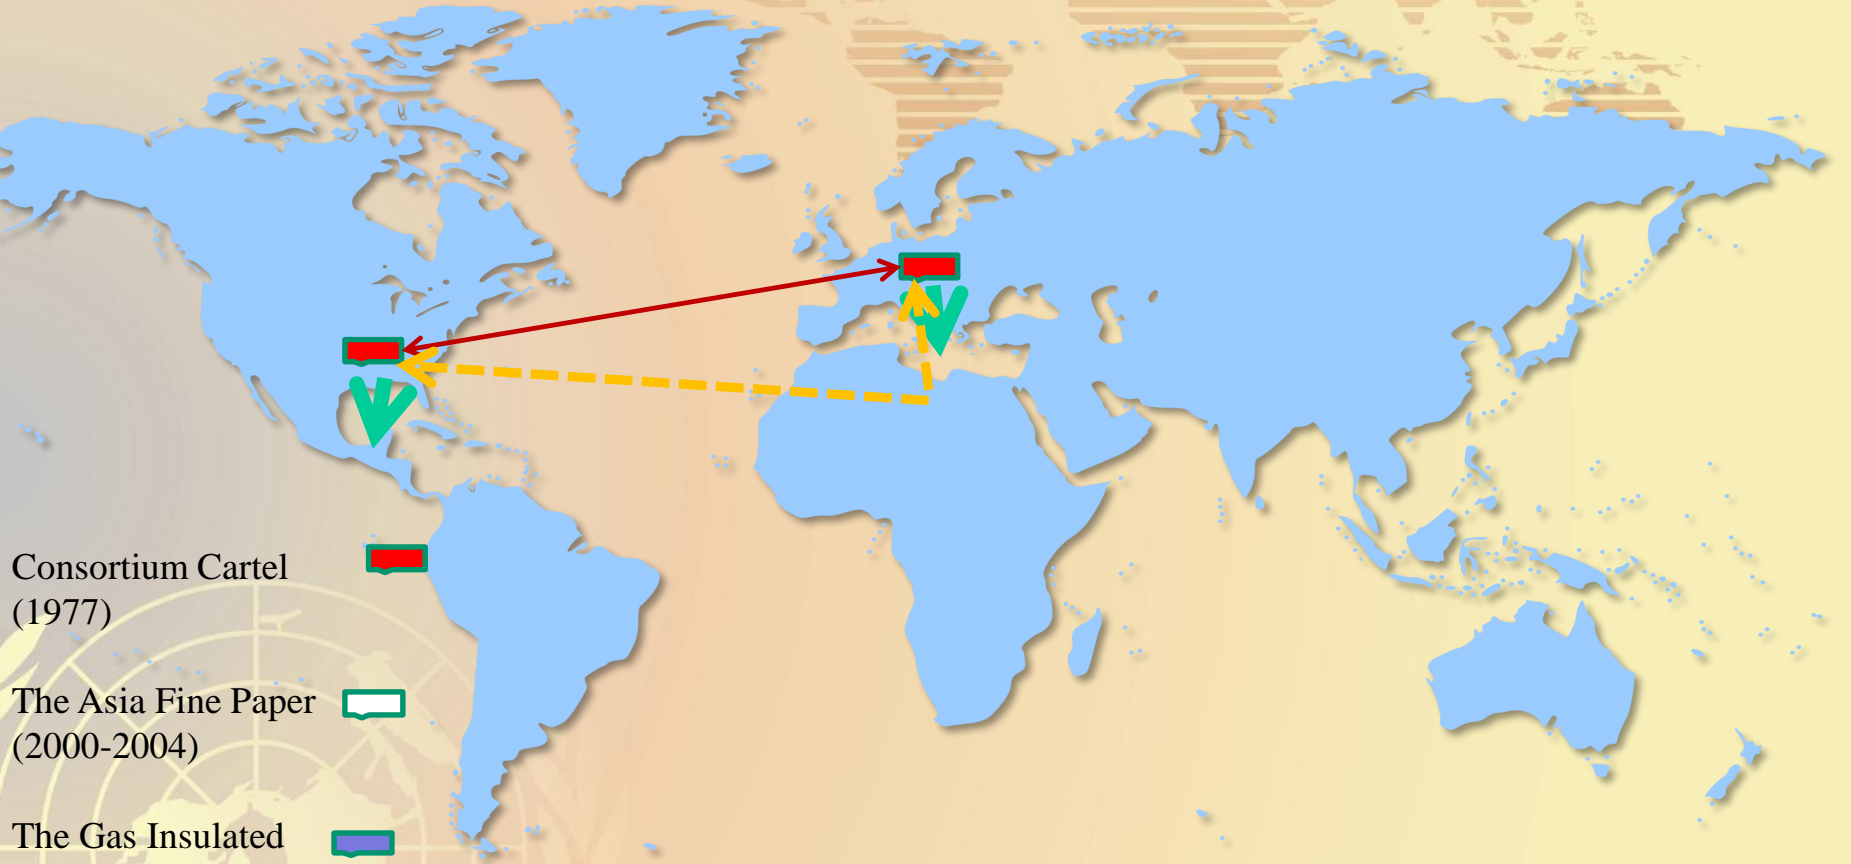 Consortium Cartel
(1977)
The Asia Fine Paper
(2000-2004)
The Gas Insulated